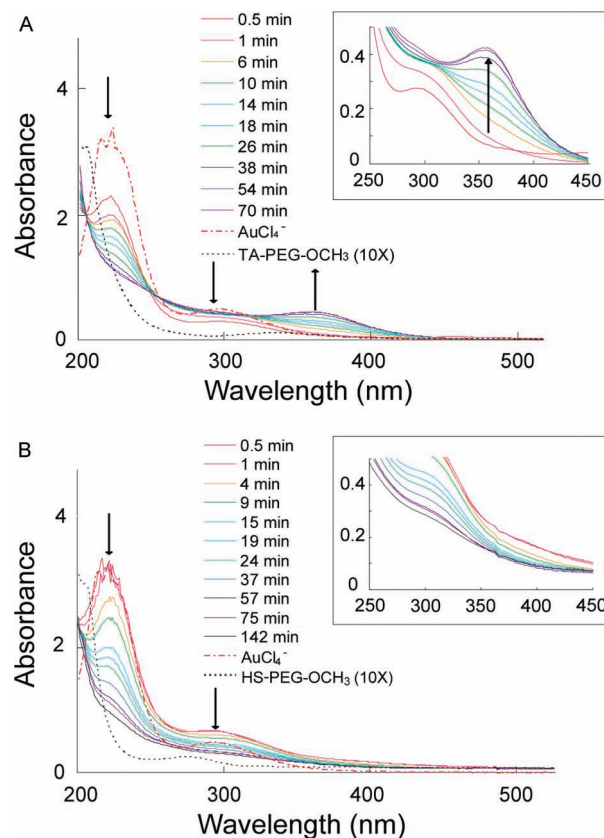 A
Absorbance
4
2
0
0.5 min
1 min
6 min
10 min
14 min
18 min
26 min
38 min
54 min
70 min
AuCl₄⁻
TA-PEG-OCH₃ (10X)
0.4
0.2
0
250 300 350 400 450
200 300 400 500
Wavelength (nm)
B
Absorbance
4
2
0
0.5 min
1 min
4 min
9 min
15 min
19 min
24 min
37 min
57 min
75 min
142 min
AuCl₄⁻
HS-PEG-OCH₃ (10X)
0.4
0.2
0
250 300 350 400 450
200 300 400 500
Wavelength (nm)